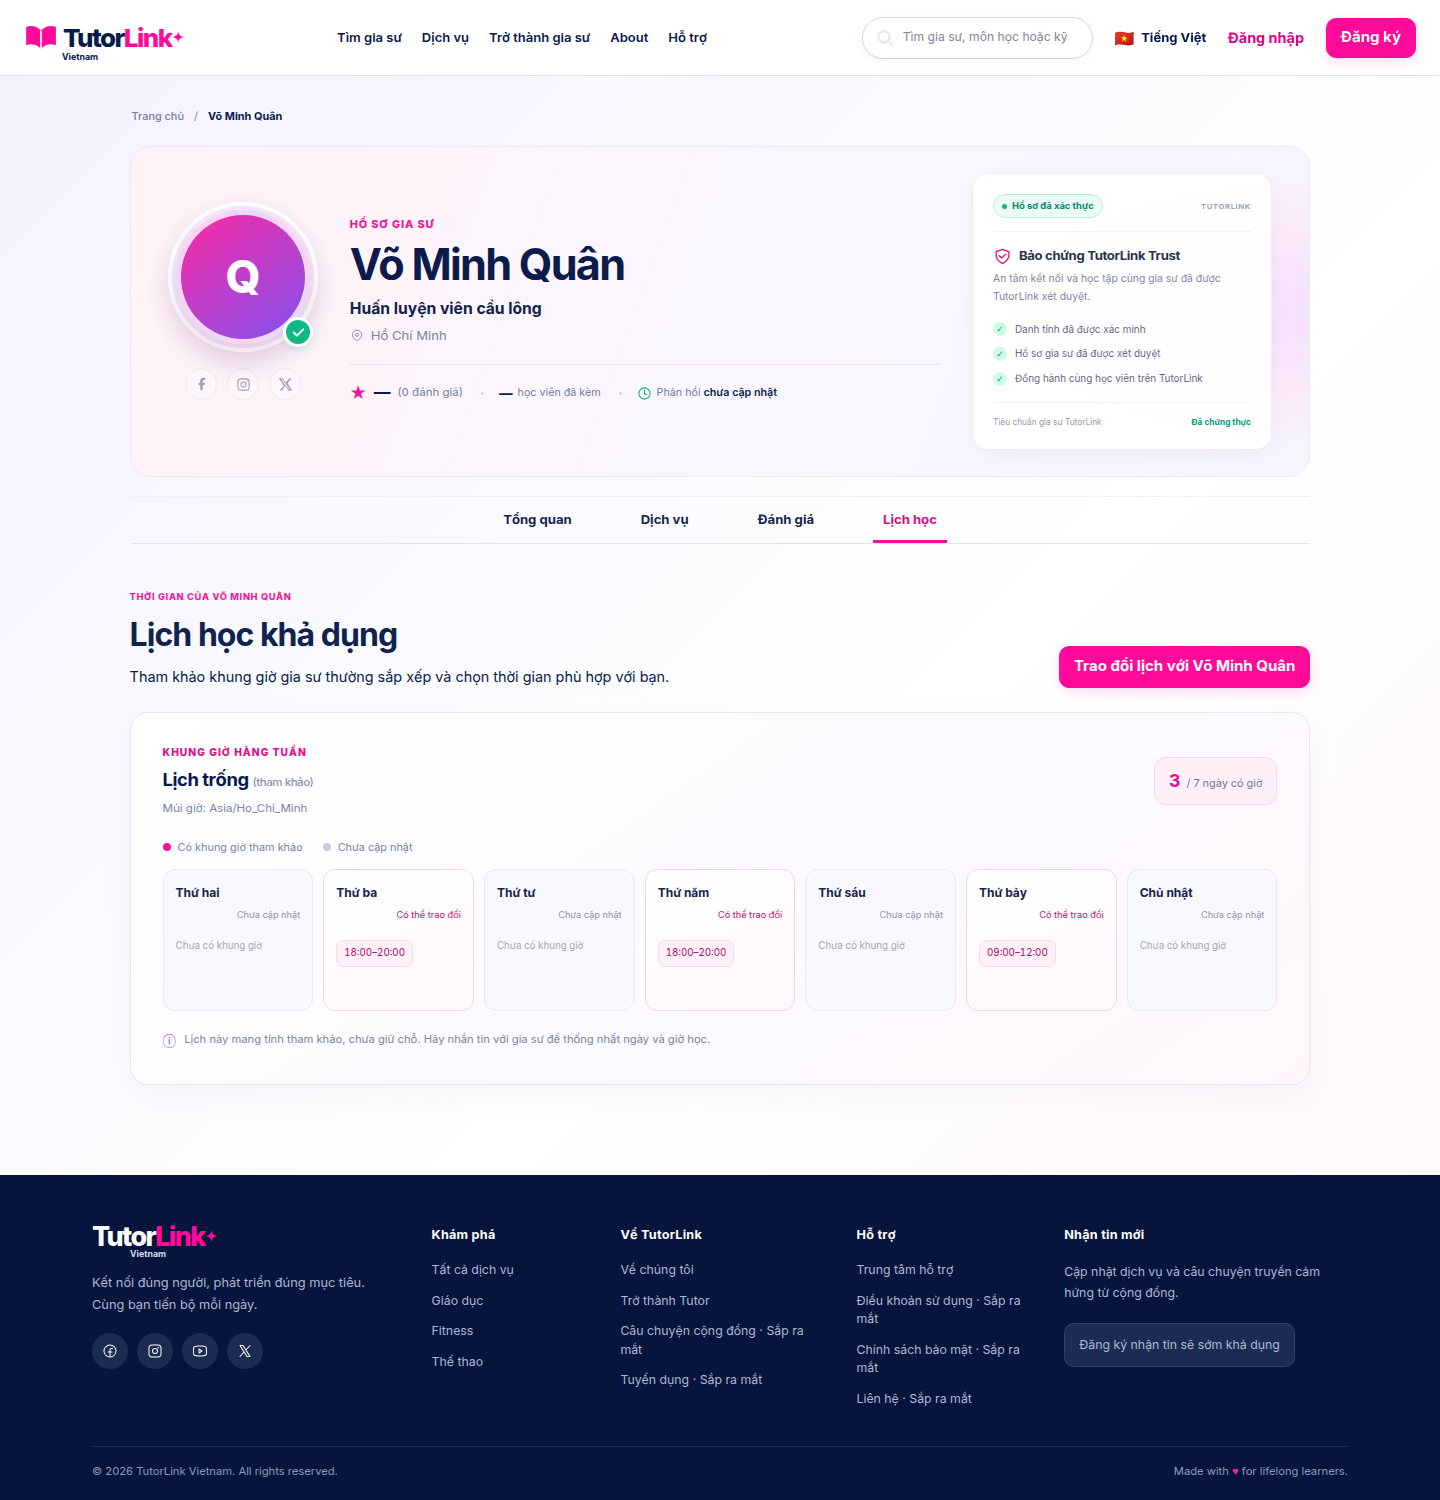 TutorLink
Vietnam
Tìm gia sư
Dịch vụ
Trở thành gia sư
About
Hỗ trợ
Tìm gia sư, môn học hoặc kỹ
Tiếng Việt
Đăng nhập
Đăng ký
Trang chủ / Võ Minh Quân
Q
HỒ SƠ GIA SƯ
Võ Minh Quân
Huấn luyện viên cầu lông
Hồ Chí Minh
★ — (0 đánh giá) • — học viên đã kèm • Phản hồi chưa cập nhật
Hồ sơ đã xác thực
TUTORLINK
Bảo chứng TutorLink Trust
An tâm kết nối và học tập cùng gia sư đã được
TutorLink xét duyệt.
✓ Danh tính đã được xác minh
✓ Hồ sơ gia sư đã được xét duyệt
✓ Đồng hành cùng học viên trên TutorLink
Tiêu chuẩn gia sư TutorLink
Đã chứng thực
Tổng quan
Dịch vụ
Đánh giá
Lịch học
THỜI GIAN CỦA VÕ MINH QUÂN
Lịch học khả dụng
Tham khảo khung giờ gia sư thường sắp xếp và chọn thời gian phù hợp với bạn.
Trao đổi lịch với Võ Minh Quân
KHUNG GIỜ HÀNG TUẦN
Lịch trống (tham khảo)
Múi giờ: Asia/Ho_Chi_Minh
3 / 7 ngày có giờ
Có khung giờ tham khảo
Chưa cập nhật
Thứ hai
Chưa cập nhật
Chưa có khung giờ
Thứ ba
Có thể trao đổi
18:00–20:00
Thứ tư
Chưa cập nhật
Chưa có khung giờ
Thứ năm
Có thể trao đổi
18:00–20:00
Thứ sáu
Chưa cập nhật
Chưa có khung giờ
Thứ bảy
Có thể trao đổi
09:00–12:00
Chủ nhật
Chưa cập nhật
Chưa có khung giờ
Lịch này mang tính tham khảo, chưa giữ chỗ. Hãy nhắn tin với gia sư để thống nhất ngày và giờ học.
TutorLink
Vietnam
Kết nối đúng người, phát triển đúng mục tiêu.
Cùng bạn tiến bộ mỗi ngày.
Khám phá
Tất cả dịch vụ
Giáo dục
Fitness
Thể thao
Về TutorLink
Về chúng tôi
Trở thành Tutor
Câu chuyện cộng đồng · Sắp ra
mắt
Tuyển dụng · Sắp ra mắt
Hỗ trợ
Trung tâm hỗ trợ
Điều khoản sử dụng · Sắp ra
mắt
Chính sách bảo mật · Sắp ra
mắt
Liên hệ · Sắp ra mắt
Nhận tin mới
Cập nhật dịch vụ và câu chuyện truyền cảm
hứng từ cộng đồng.
Đăng ký nhận tin sẽ sớm khả dụng
© 2026 TutorLink Vietnam. All rights reserved.
Made with ♥ for lifelong learners.